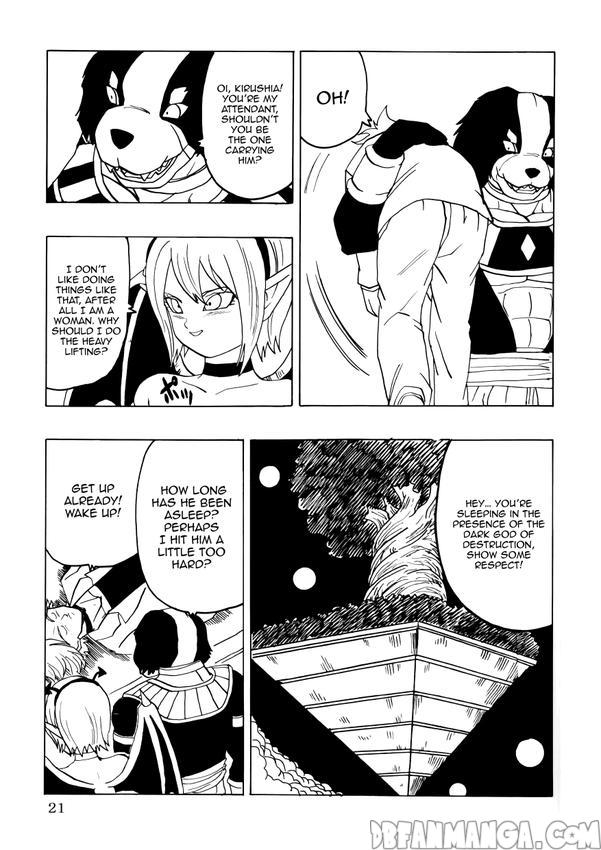 OH!
OI, KIRUSHIA!
YOU'RE MY
ATTENDANT,
SHOULDN'T
YOU BE
THE ONE
CARRYING
HIM?
I DON'T
LIKE DOING
THINGS LIKE
THAT, AFTER
ALL I AM A
WOMAN. WHY
SHOULD I DO
THE HEAVY
LIFTING?
HEY... YOU'RE
SLEEPING IN THE
PRESENCE OF THE
DARK GOD OF
DESTRUCTION,
SHOW SOME
RESPECT!
HOW LONG
HAS HE BEEN
ASLEEP?
PERHAPS
I HIT HIM
A LITTLE TOO
HARD?
GET UP
ALREADY!
WAKE UP!
21
DBFANMANGA.COM